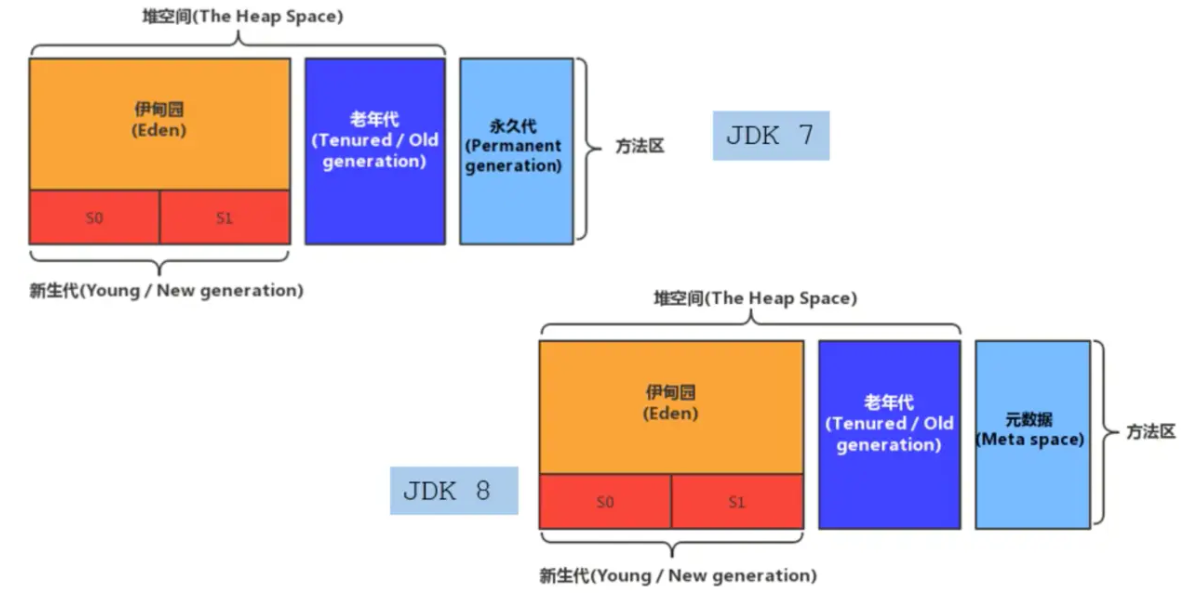 堆空间(The Heap Space)
伊甸园
(Eden)
S0
S1
老年代
(Tenured / Old
generation)
永久代
(Permanent
generation)
方法区
JDK 7
新生代(Young / New generation)
堆空间(The Heap Space)
伊甸园
(Eden)
S0
S1
老年代
(Tenured / Old
generation)
元数据
(Meta space)
方法区
JDK 8
新生代(Young / New generation)